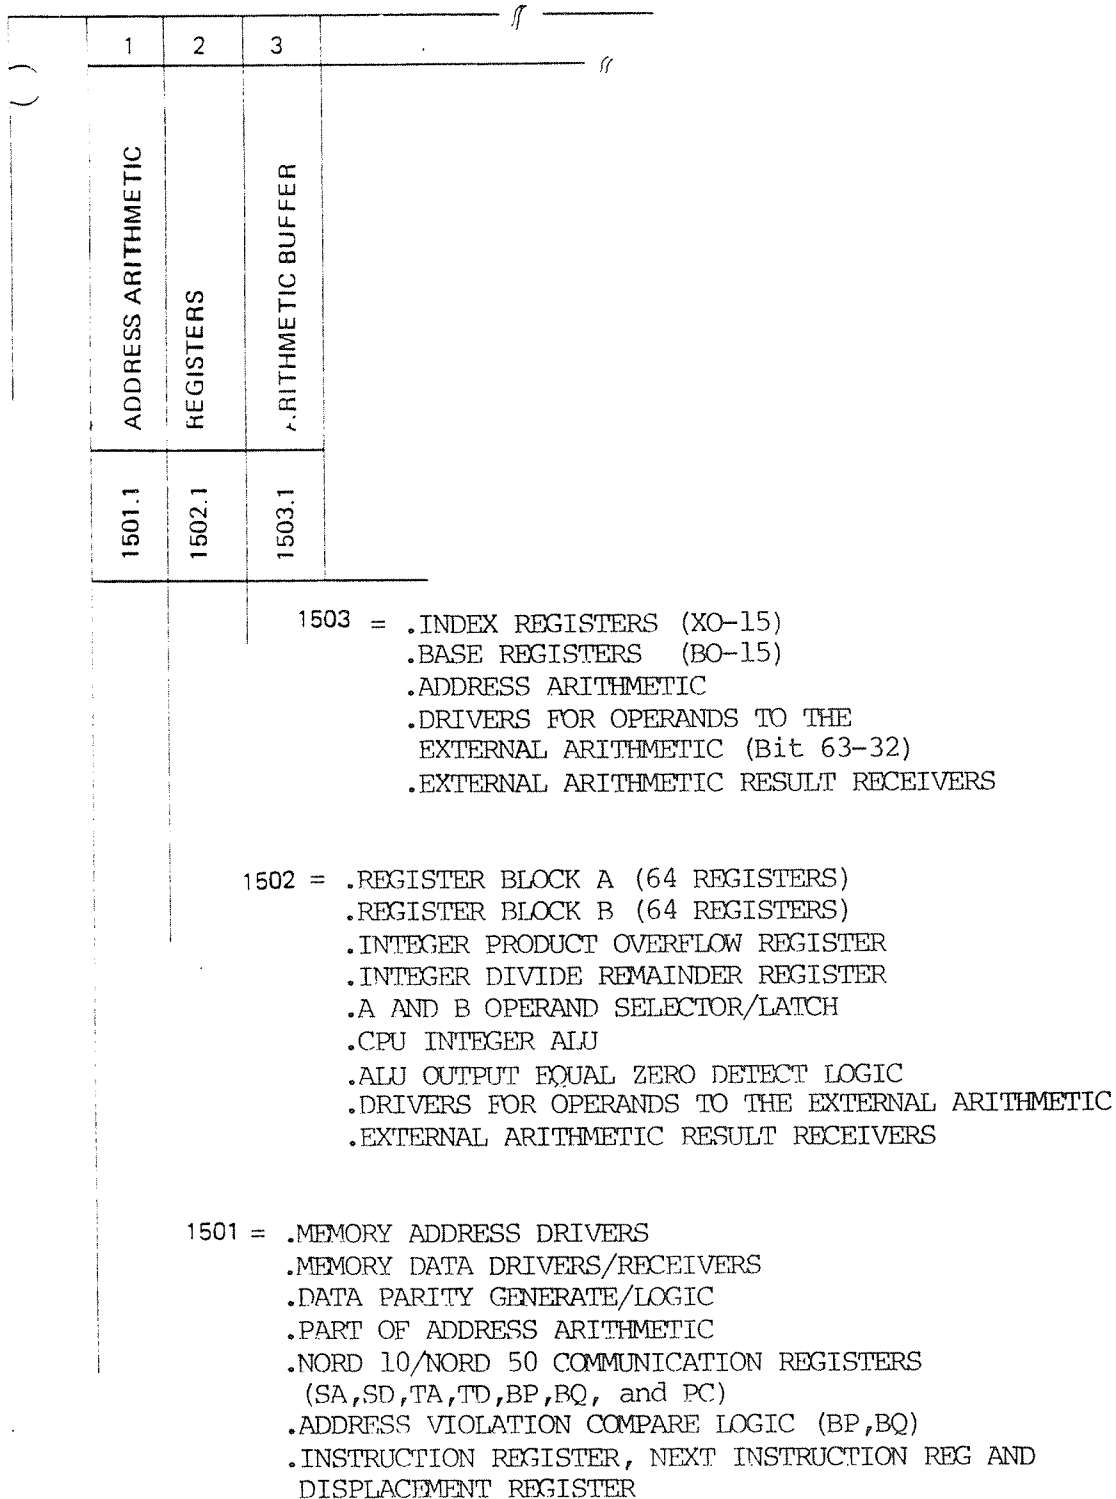 1 2 3
ADDRESS ARITHMETIC
REGISTERS
ARITHMETIC BUFFER
1501.1
1502.1
1503.1
1503 = .INDEX REGISTERS (XO-15)
.BASE REGISTERS (BO-15)
.ADDRESS ARITHMETIC
.DRIVERS FOR OPERANDS TO THE
EXTERNAL ARITHMETIC (Bit 63-32)
.EXTERNAL ARITHMETIC RESULT RECEIVERS
1502 = .REGISTER BLOCK A (64 REGISTERS)
.REGISTER BLOCK B (64 REGISTERS)
.INTEGER PRODUCT OVERFLOW REGISTER
.INTEGER DIVIDE REMAINDER REGISTER
.A AND B OPERAND SELECTOR/LATCH
.CPU INTEGER ALU
.ALU OUTPUT EQUAL ZERO DETECT LOGIC
.DRIVERS FOR OPERANDS TO THE EXTERNAL ARITHMETIC
.EXTERNAL ARITHMETIC RESULT RECEIVERS
1501 = .MEMORY ADDRESS DRIVERS
.MEMORY DATA DRIVERS/RECEIVERS
.DATA PARITY GENERATE/LOGIC
.PART OF ADDRESS ARITHMETIC
.NORD 10/NORD 50 COMMUNICATION REGISTERS
(SA,SD,TA,TD,BP,BQ, and PC)
.ADDRESS VIOLATION COMPARE LOGIC (BP,BQ)
.INSTRUCTION REGISTER, NEXT INSTRUCTION REG AND
DISPLACEMENT REGISTER